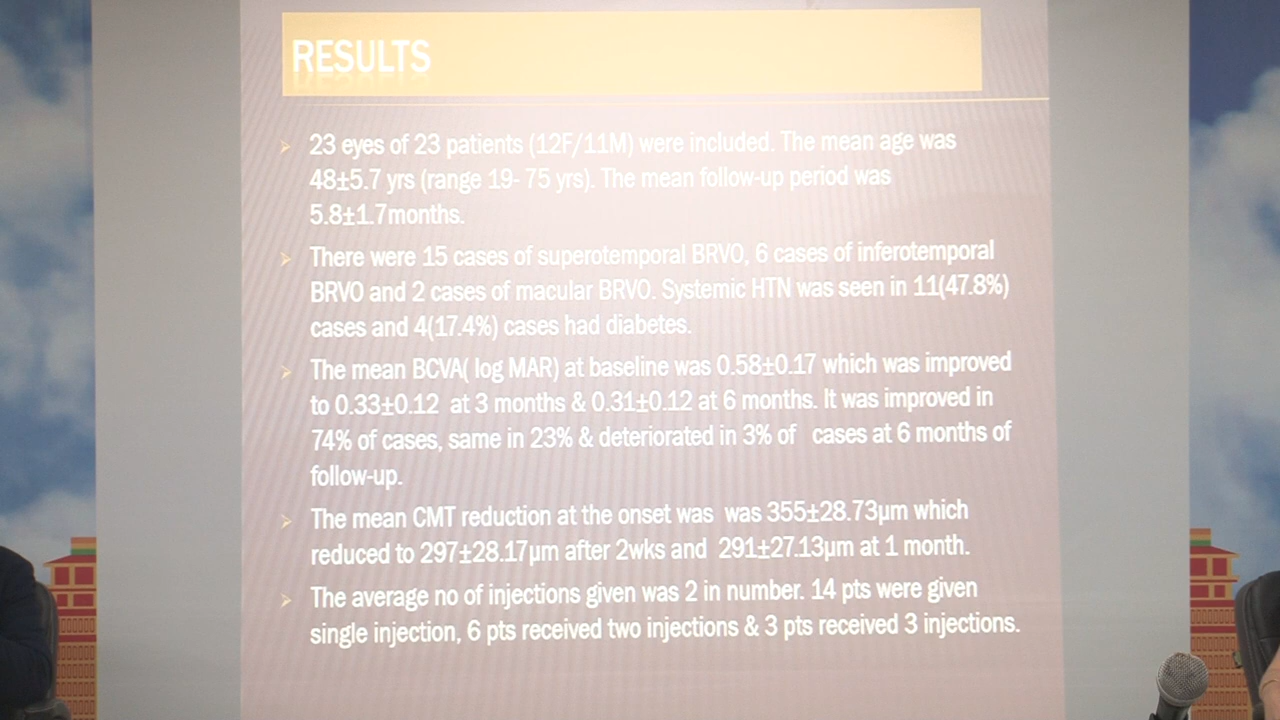 RESULTS
23 eyes of 23 patients (12F/11M) were included. The mean age was
48±5.7 yrs (range 19- 75 yrs). The mean follow-up period was
5.8±1.7months.
There were 15 cases of superotemporal BRVO, 6 cases of inferotemporal
BRVO and 2 cases of macular BRVO. Systemic HTN was seen in 11(47.8%)
cases and 4(17.4%) cases had diabetes.
The mean BCVA( log MAR) at baseline was 0.58±0.17 which was improved
to 0.33±0.12 at 3 months & 0.31±0.12 at 6 months. It was improved in
74% of cases, same in 23% & deteriorated in 3% of cases at 6 months of
follow-up.
The mean CMT reduction at the onset was was 355±28.73µm which
reduced to 297±28.17µm after 2wks and 291±27.13µm at 1 month.
The average no of injections given was 2 in number. 14 pts were given
single injection, 6 pts received two injections & 3 pts received 3 injections.